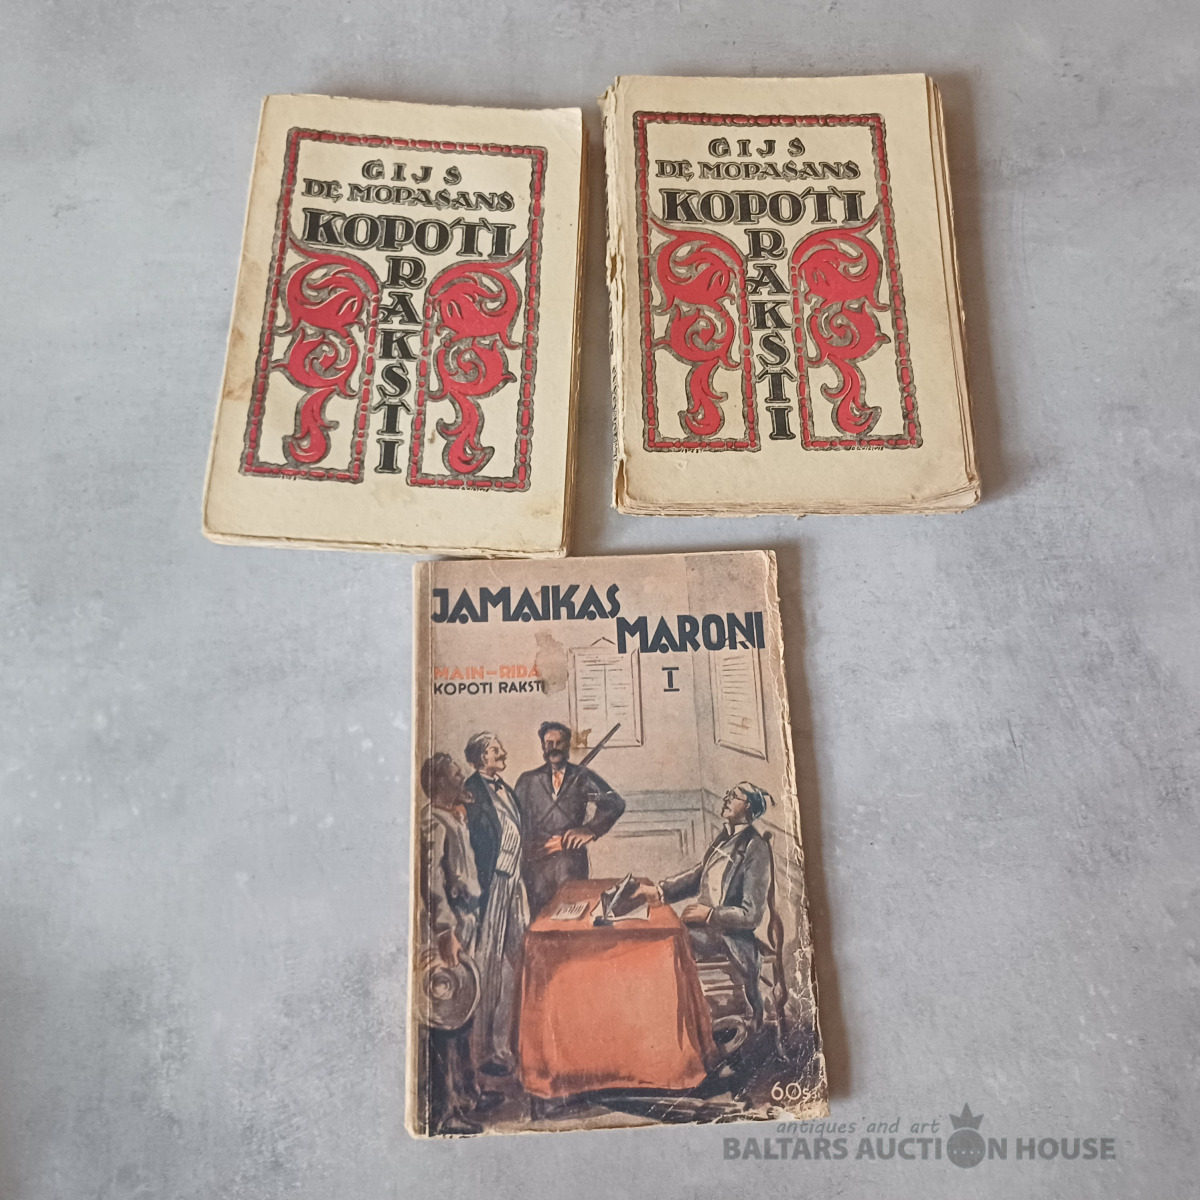 GIJS
DE MOPASANS
KOPOTI
RAKSTI
GIJS
DE MOPASANS
KOPOTI
RAKSTI
JAMAIKAS
MARONI
MAIN-RIDA
I
KOPOTI RAKSTI
60
antiques and art
BALTARS AUCTION HOUSE